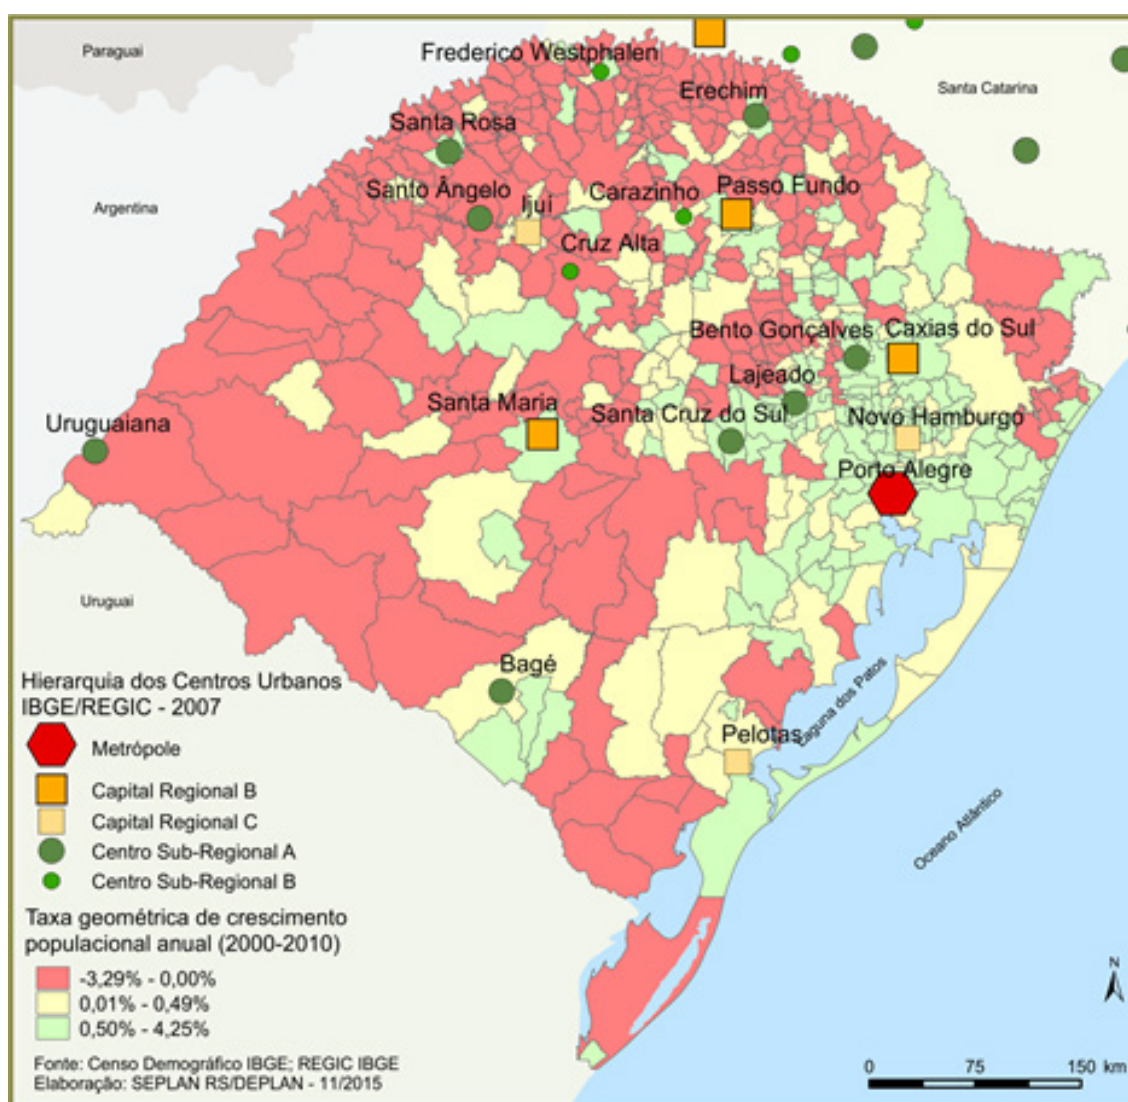 Paraguai
Frederico Westphalen
Erechim
Santa Catarina
Santa Rosa
Argentina
Santo Ângelo
Ijuí
Carazinho
Passo Fundo
Cruz Alta
Bento Gonçalves
Caxias do Sul
Lajeado
Santa Maria
Santa Cruz do Sul
Novo Hamburgo
Uruguaiana
Porto Alegre
Uruguai
Bagé
Laguna dos Patos
Pelotas
Oceano Atlântico
Hierarquia dos Centros Urbanos
IBGE/REGIC - 2007
Metrópole
Capital Regional B
Capital Regional C
Centro Sub-Regional A
Centro Sub-Regional B
Taxa geométrica de crescimento
populacional anual (2000-2010)
-3,29% - 0,00%
0,01% - 0,49%
0,50% - 4,25%
Fonte: Censo Demográfico IBGE; REGIC IBGE
Elaboração: SEPLAN RS/DEPLAN - 11/2015
N
0 75 150 km